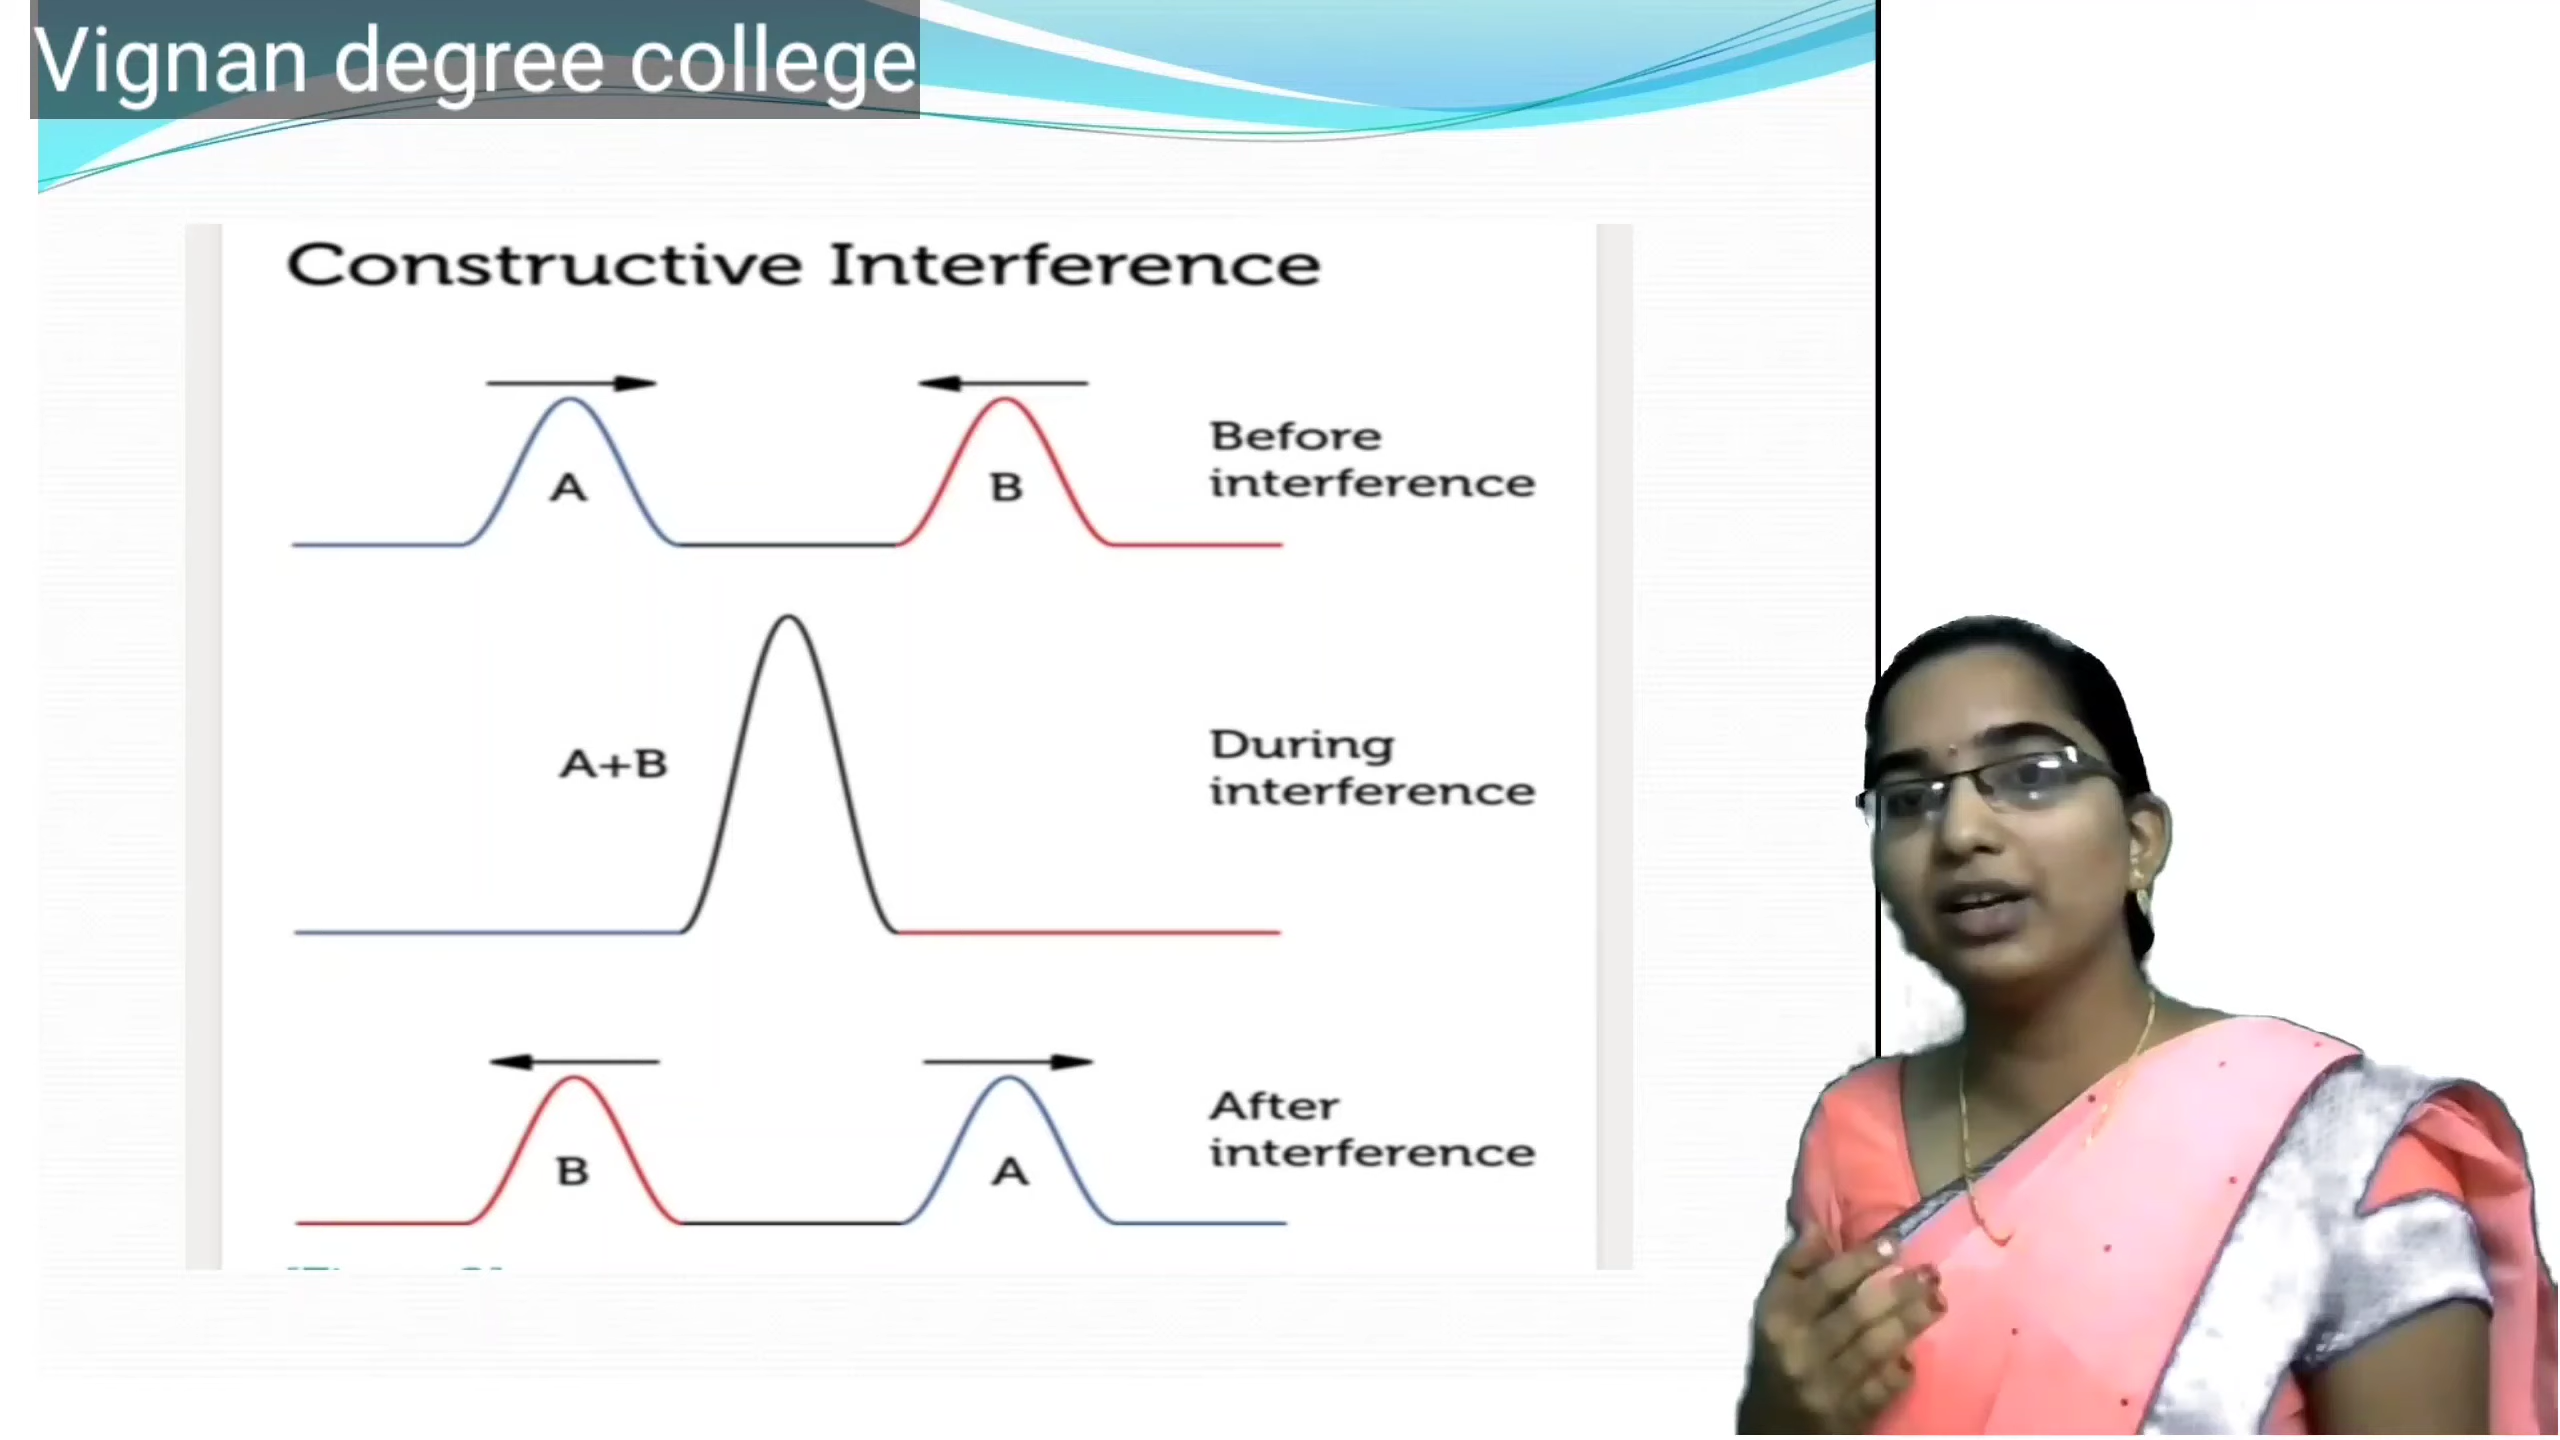 Vignan degree college
Constructive Interference
A
B
Before
interference
A+B
During
interference
B
A
After
interference